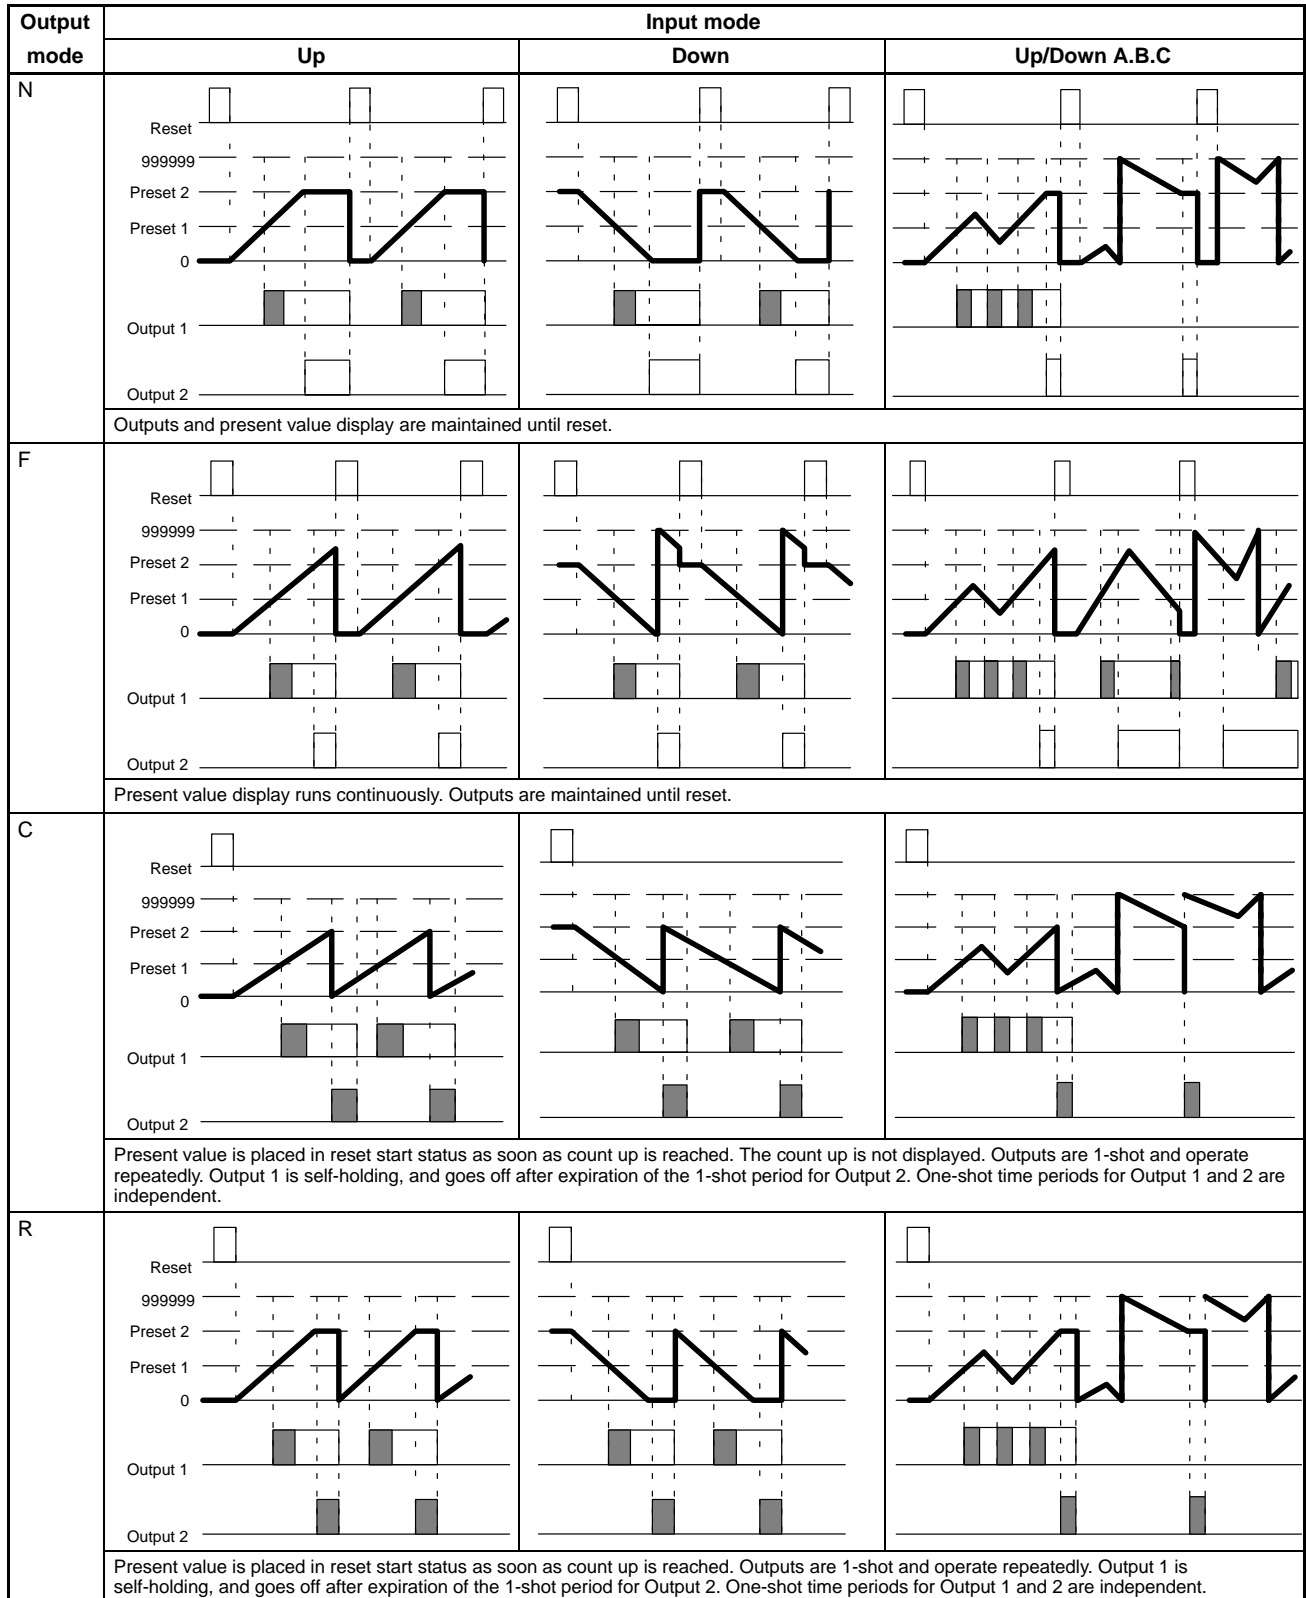 Output mode
Input mode
Up
Down
Up/Down A.B.C
N
Reset
999999
Preset 2
Preset 1
0
Output 1
Output 2
Outputs and present value display are maintained until reset.
F
Reset
999999
Preset 2
Preset 1
0
Output 1
Output 2
Present value display runs continuously. Outputs are maintained until reset.
C
Reset
999999
Preset 2
Preset 1
0
Output 1
Output 2
Present value is placed in reset start status as soon as count up is reached. The count up is not displayed. Outputs are 1-shot and operate
repeatedly. Output 1 is self-holding, and goes off after expiration of the 1-shot period for Output 2. One-shot time periods for Output 1 and 2 are
independent.
R
Reset
999999
Preset 2
Preset 1
0
Output 1
Output 2
Present value is placed in reset start status as soon as count up is reached. Outputs are 1-shot and operate repeatedly. Output 1 is
self-holding, and goes off after expiration of the 1-shot period for Output 2. One-shot time periods for Output 1 and 2 are independent.